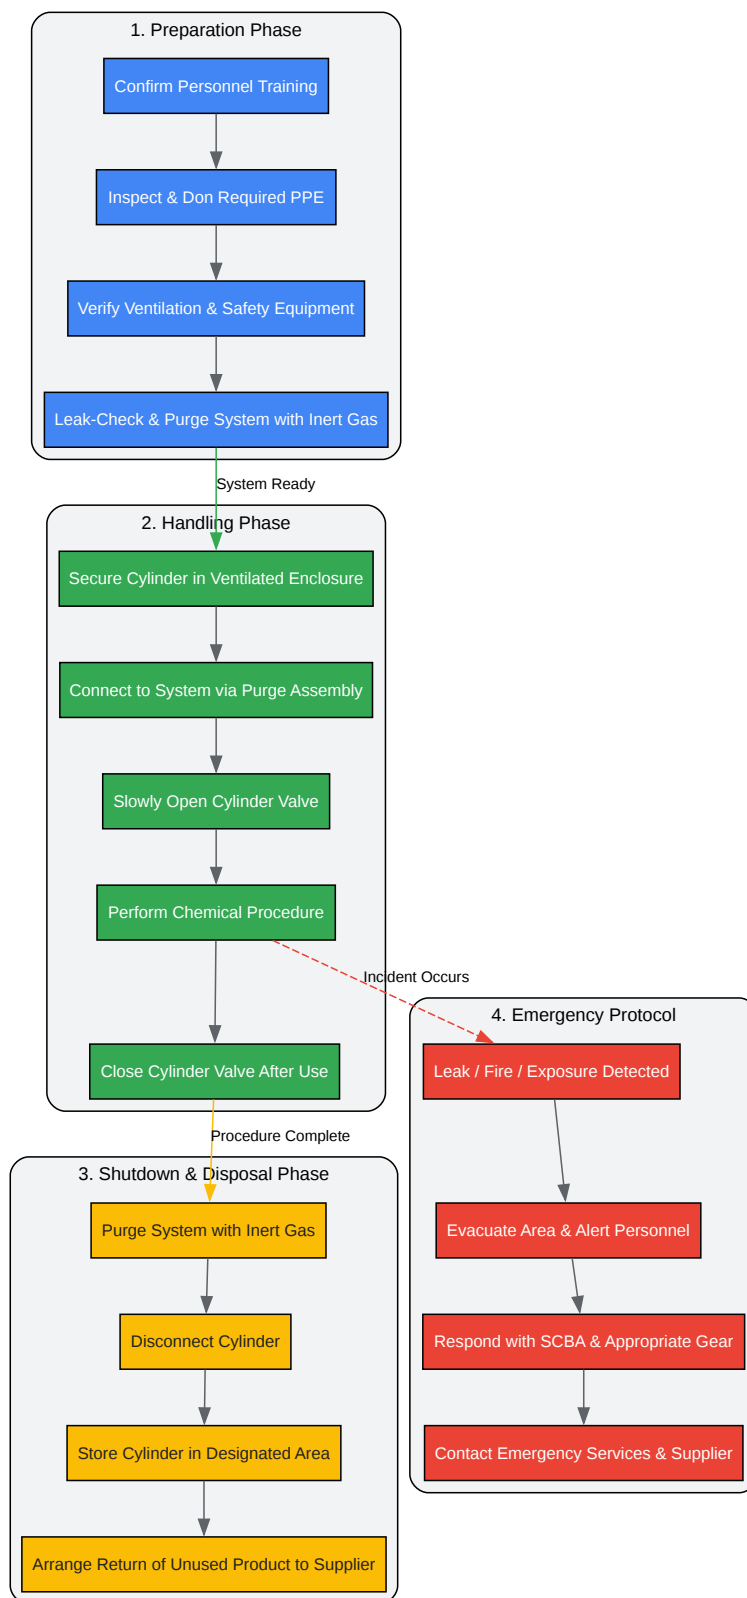 1. Preparation Phase
Confirm Personnel Training
Inspect & Don Required PPE
Verify Ventilation & Safety Equipment
Leak-Check & Purge System with Inert Gas
System Ready
2. Handling Phase
Secure Cylinder in Ventilated Enclosure
Connect to System via Purge Assembly
Slowly Open Cylinder Valve
Perform Chemical Procedure
Incident Occurs
Close Cylinder Valve After Use
Procedure Complete
3. Shutdown & Disposal Phase
Purge System with Inert Gas
Disconnect Cylinder
Store Cylinder in Designated Area
Arrange Return of Unused Product to Supplier
4. Emergency Protocol
Leak / Fire / Exposure Detected
Evacuate Area & Alert Personnel
Respond with SCBA & Appropriate Gear
Contact Emergency Services & Supplier